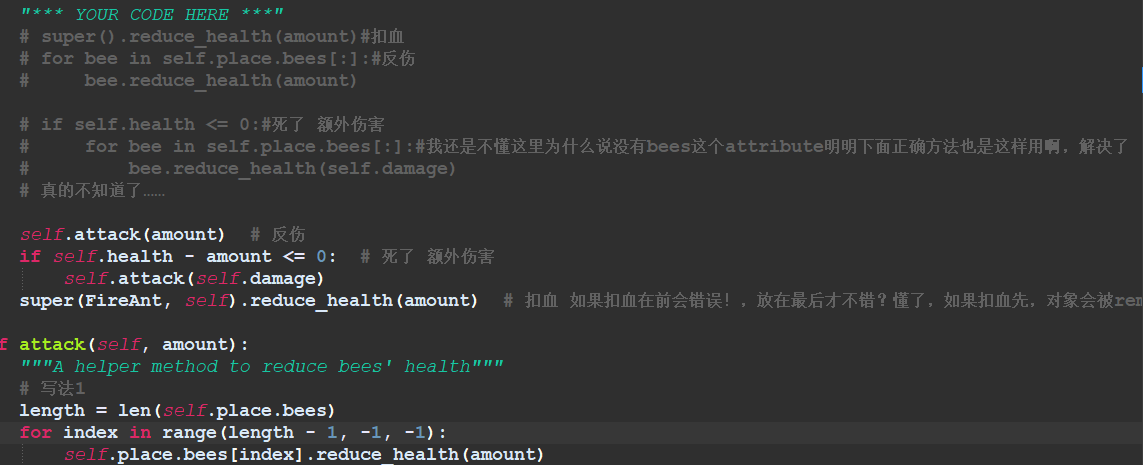 "*** YOUR CODE HERE ***"
# super().reduce_health(amount)#扣血
# for bee in self.place.bees[:]:#反伤
#     bee.reduce_health(amount)
# if self.health <= 0:#死了 额外伤害
#     for bee in self.place.bees[:]:#我还是不懂这里为什么说没有bees这个attribute明明下面正确方法也是这样用啊，解决了
#         bee.reduce_health(self.damage)
# 真的不知道了……
self.attack(amount)  # 反伤
if self.health - amount <= 0:  # 死了 额外伤害
    self.attack(self.damage)
super(FireAnt, self).reduce_health(amount)  # 扣血 如果扣血在前会错误！，放在最后才不错？懂了，如果扣血先，对象会被rem
f attack(self, amount):
"""A helper method to reduce bees' health"""
# 写法1
length = len(self.place.bees)
for index in range(length - 1, -1, -1):
    self.place.bees[index].reduce_health(amount)